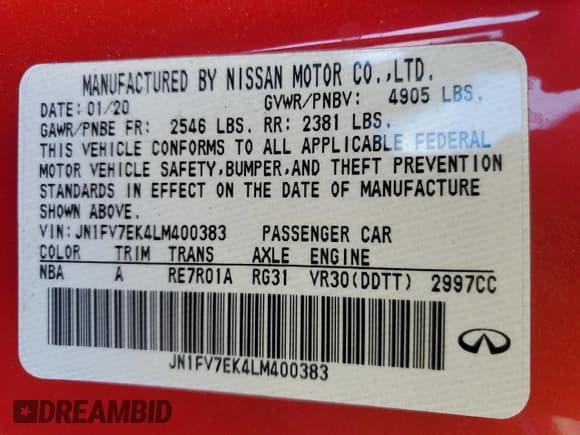 MANUFACTURED BY NISSAN MOTOR CO.,LTD.
DATE: 01/20 GVWR/PNBV: 4905 LBS.
GAWR/PNBE FR: 2546 LBS. RR: 2381 LBS.
THIS VEHICLE CONFORMS TO ALL APPLICABLE FEDERAL
MOTOR VEHICLE SAFETY,BUMPER,AND THEFT PREVENTION
STANDARDS IN EFFECT ON THE DATE OF MANUFACTURE
SHOWN ABOVE.
VIN: JN1FV7EK4LM400383 PASSENGER CAR
COLOR TRIM TRANS AXLE ENGINE
NBA A RE7R01A RG31 VR30(DDTT) 2997CC
JN1FV7EK4LM400383
DREAMBID